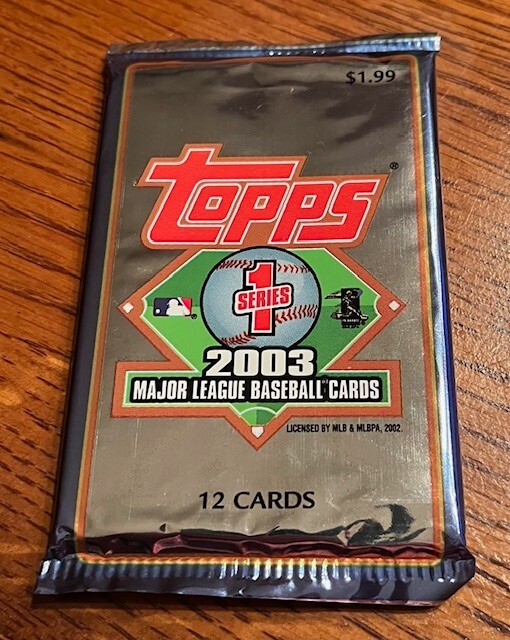 $1.99
Topps®
1
SERIES
2003
MAJOR LEAGUE BASEBALL CARDS
LICENSED BY MLB & MLBPA, 2002.
12 CARDS